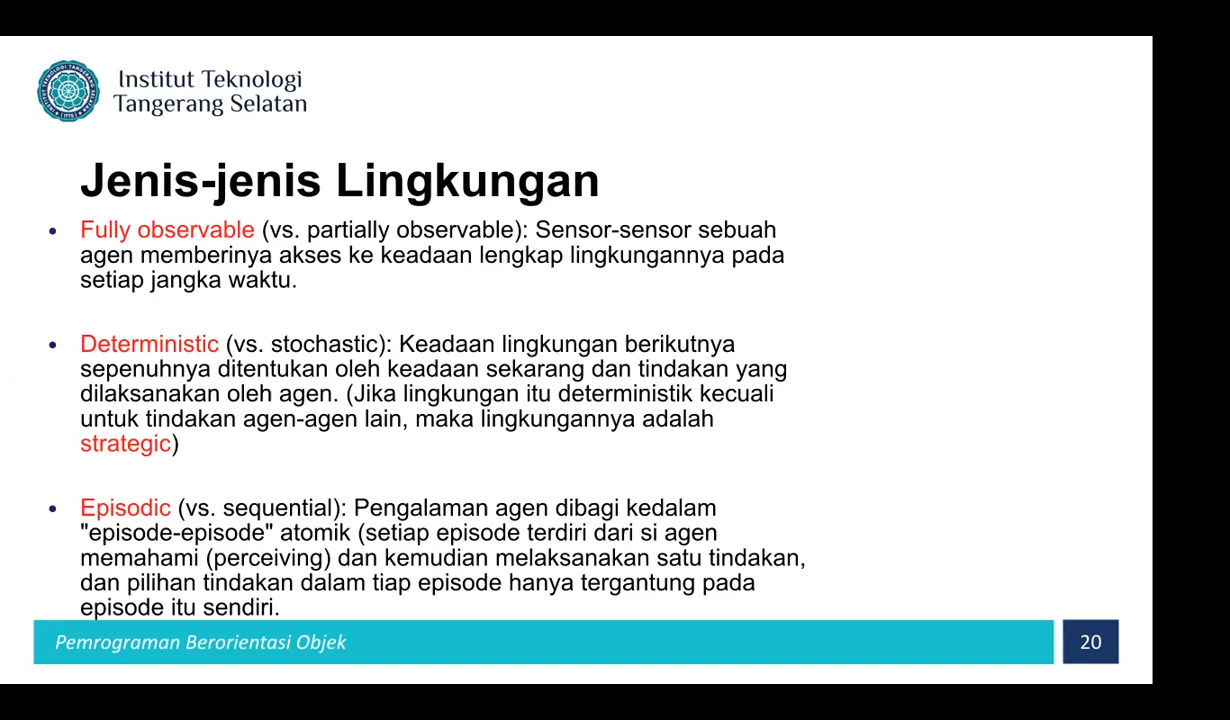 Institut Teknologi
Tangerang Selatan
Jenis-jenis Lingkungan
• Fully observable (vs. partially observable): Sensor-sensor sebuah
agen memberinya akses ke keadaan lengkap lingkungannya pada
setiap jangka waktu.
• Deterministic (vs. stochastic): Keadaan lingkungan berikutnya
sepenuhnya ditentukan oleh keadaan sekarang dan tindakan yang
dilaksanakan oleh agen. (Jika lingkungan itu deterministik kecuali
untuk tindakan agen-agen lain, maka lingkungannya adalah
strategic)
• Episodic (vs. sequential): Pengalaman agen dibagi kedalam
"episode-episode" atomik (setiap episode terdiri dari si agen
memahami (perceiving) dan kemudian melaksanakan satu tindakan,
dan pilihan tindakan dalam tiap episode hanya tergantung pada
episode itu sendiri.
Pemrograman Berorientasi Objek
20